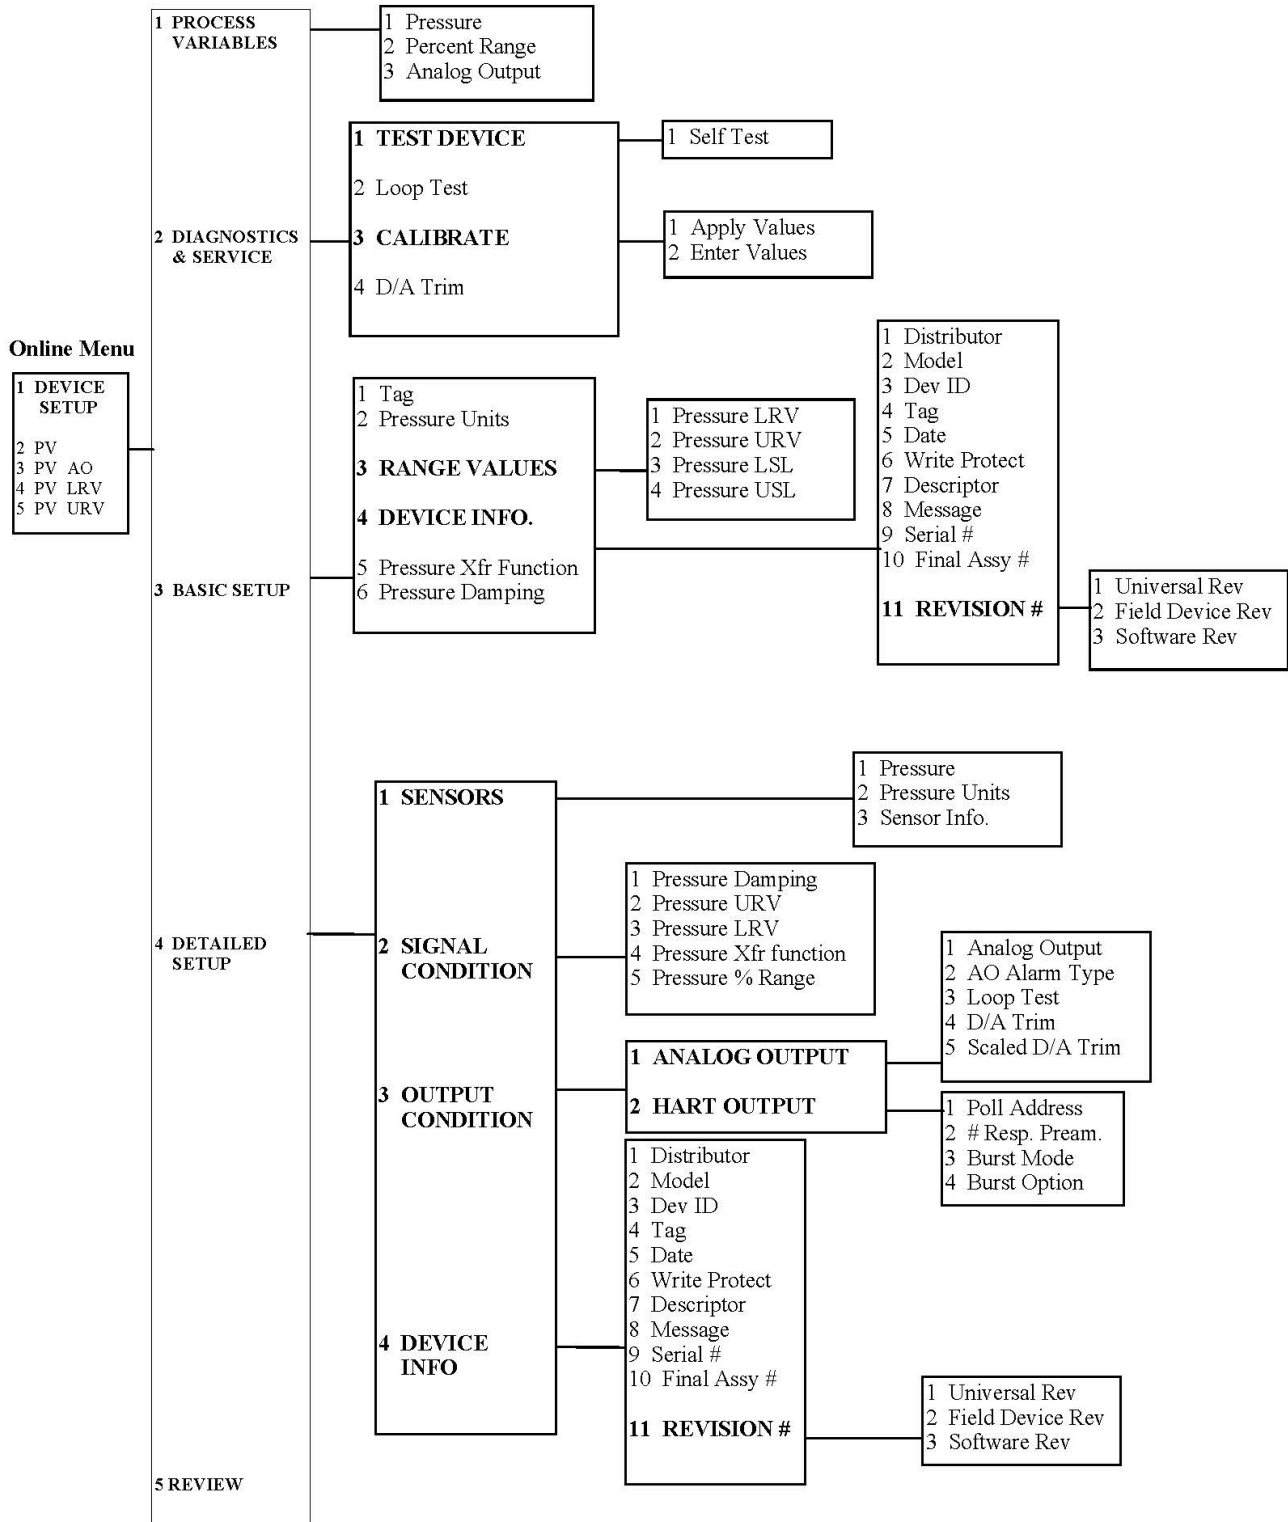 Online Menu
1 DEVICE
SETUP
2 PV
3 PV AO
4 PV LRV
5 PV URV
1 PROCESS
VARIABLES
1 Pressure
2 Percent Range
3 Analog Output
2 DIAGNOSTICS
& SERVICE
1 TEST DEVICE
2 Loop Test
3 CALIBRATE
4 D/A Trim
1 Self Test
1 Apply Values
2 Enter Values
3 BASIC SETUP
1 Tag
2 Pressure Units
3 RANGE VALUES
4 DEVICE INFO.
5 Pressure Xfr Function
6 Pressure Damping
1 Pressure LRV
2 Pressure URV
3 Pressure LSL
4 Pressure USL
1 Distributor
2 Model
3 Dev ID
4 Tag
5 Date
6 Write Protect
7 Descriptor
8 Message
9 Serial #
10 Final Assy #
11 REVISION #
1 Universal Rev
2 Field Device Rev
3 Software Rev
4 DETAILED
SETUP
1 SENSORS
2 SIGNAL
CONDITION
3 OUTPUT
CONDITION
4 DEVICE
INFO
1 Pressure
2 Pressure Units
3 Sensor Info.
1 Pressure Damping
2 Pressure URV
3 Pressure LRV
4 Pressure Xfr function
5 Pressure % Range
1 ANALOG OUTPUT
2 HART OUTPUT
1 Analog Output
2 AO Alarm Type
3 Loop Test
4 D/A Trim
5 Scaled D/A Trim
1 Poll Address
2 # Resp. Pream.
3 Burst Mode
4 Burst Option
1 Distributor
2 Model
3 Dev ID
4 Tag
5 Date
6 Write Protect
7 Descriptor
8 Message
9 Serial #
10 Final Assy #
11 REVISION #
1 Universal Rev
2 Field Device Rev
3 Software Rev
5 REVIEW